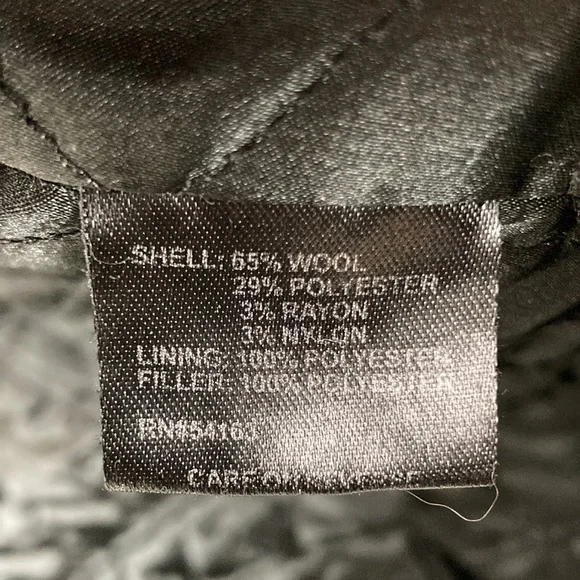 SHELL: 65% WOOL
29% POLYESTER
3% RAYON
3% NYLON
LINING: 100% POLYESTER
FILLER: 100% POLYESTER